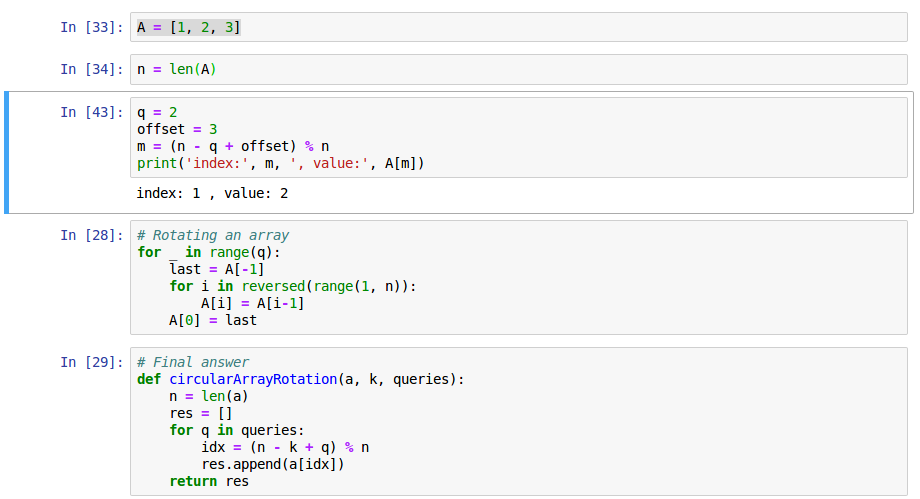 In [33]: A = [1, 2, 3]
In [34]: n = len(A)
In [43]: q = 2
offset = 3
m = (n - q + offset) % n
print('index:', m, ', value:', A[m])
index: 1 , value: 2
In [28]: # Rotating an array
for _ in range(q):
    last = A[-1]
    for i in reversed(range(1, n)):
        A[i] = A[i-1]
    A[0] = last
In [29]: # Final answer
def circularArrayRotation(a, k, queries):
    n = len(a)
    res = []
    for q in queries:
        idx = (n - k + q) % n
        res.append(a[idx])
    return res